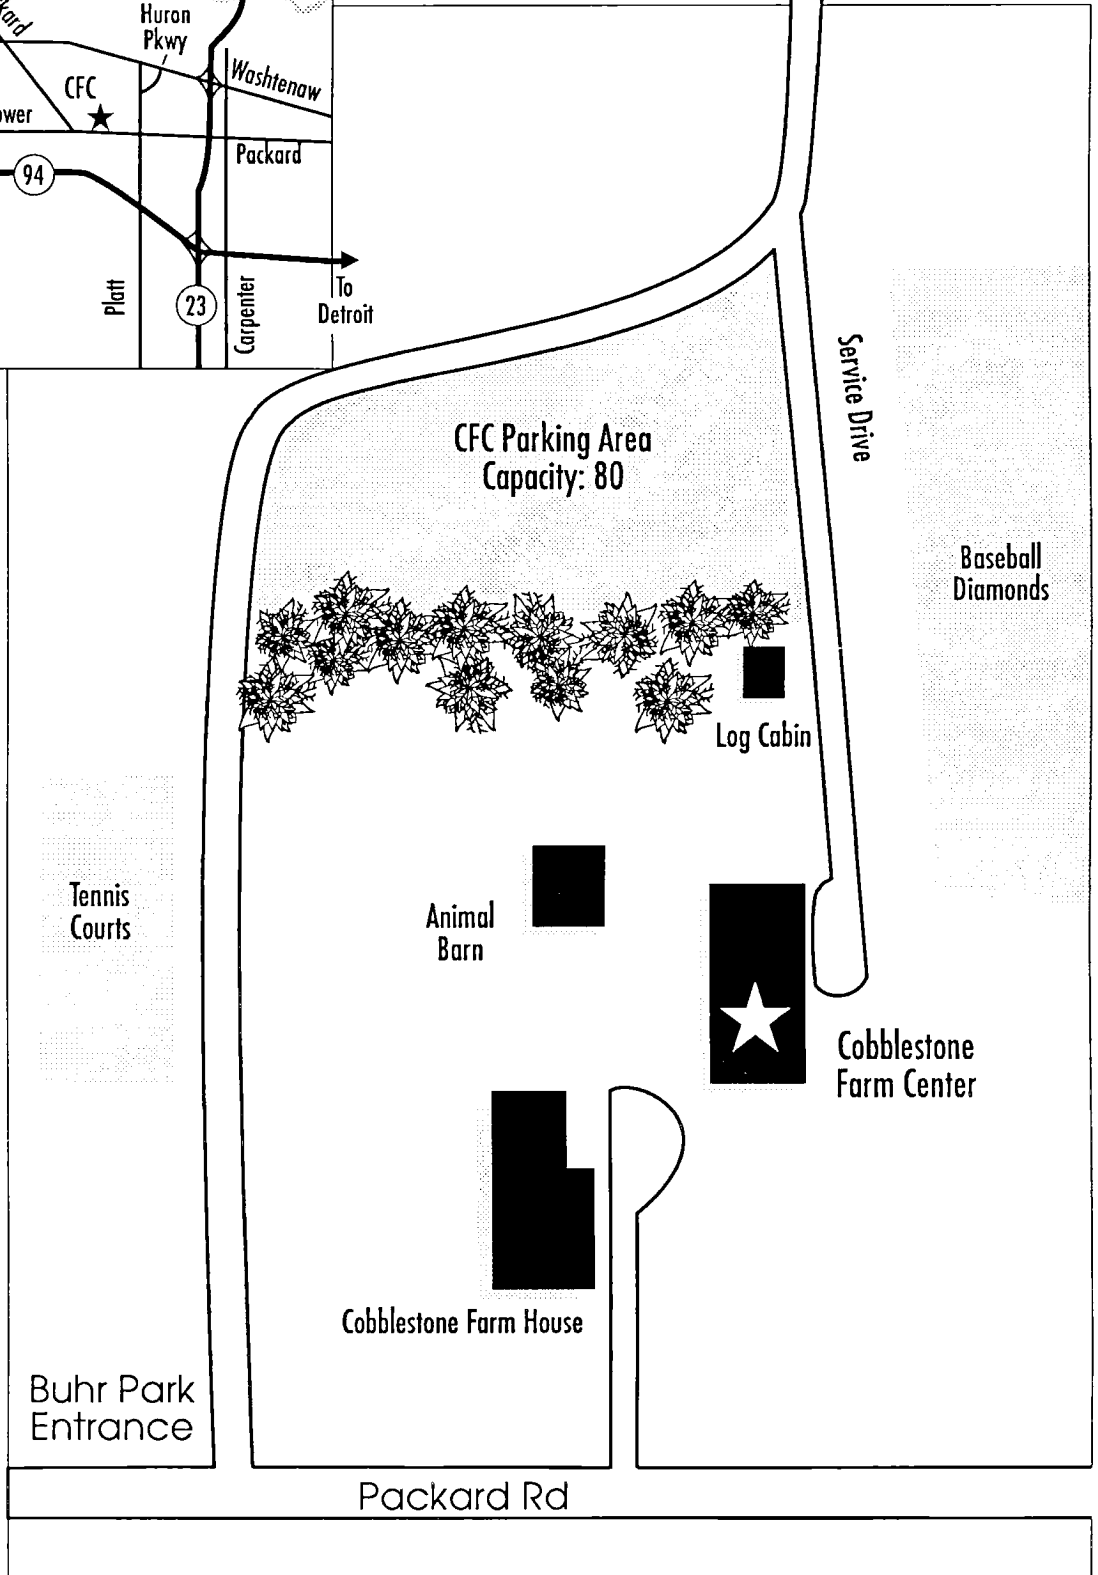 Huron
Pkwy
Washtenaw
CFC
Packard
94
Platt
23
Carpenter
To
Detroit
Service Drive
CFC Parking Area
Capacity: 80
Baseball
Diamonds
Log Cabin
Tennis
Courts
Animal
Barn
Cobblestone
Farm Center
Cobblestone Farm House
Buhr Park
Entrance
Packard Rd